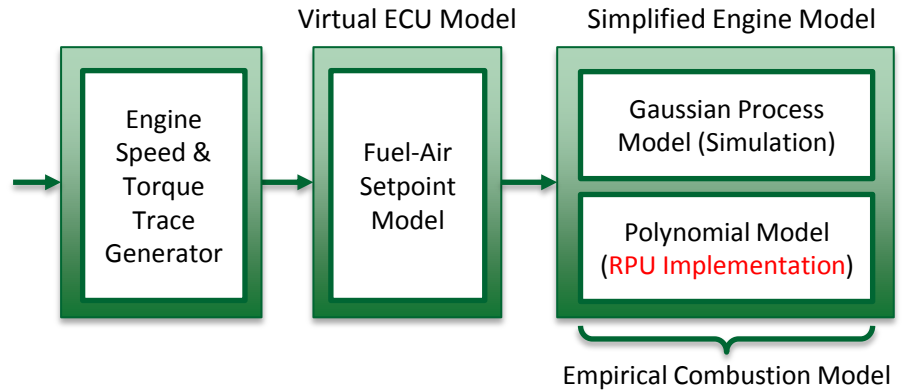 Virtual ECU Model
Simplified Engine Model
Engine
Speed &
Torque
Trace
Generator
Fuel-Air
Setpoint
Model
Gaussian Process
Model (Simulation)
Polynomial Model
(RPU Implementation)
Empirical Combustion Model